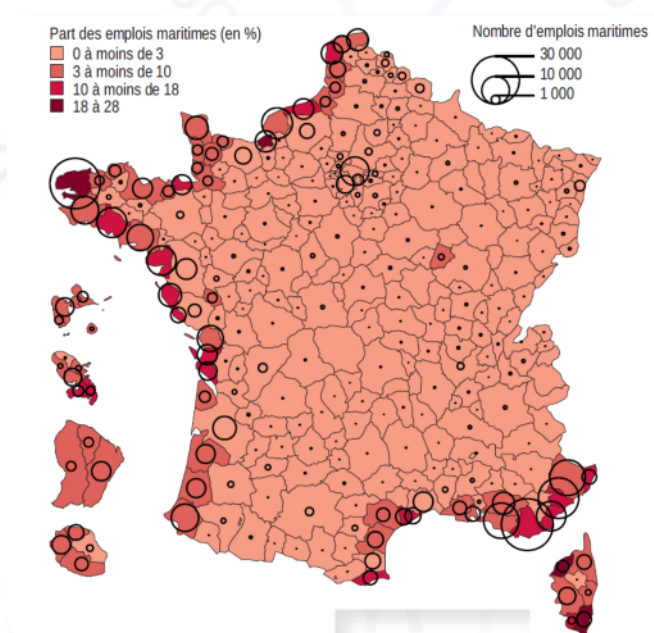 Part des emplois maritimes (en %)
0 à moins de 3
3 à moins de 10
10 à moins de 18
18 à 28
Nombre d'emplois maritimes
30 000
10 000
1 000